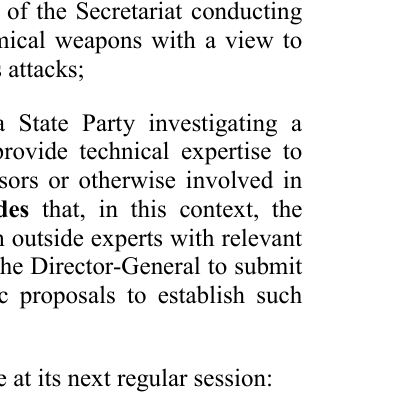 of the Secretariat conducting
mical weapons with a view to
attacks;
State Party investigating a
provide technical expertise to
sors or otherwise involved in
des that, in this context, the
outside experts with relevant
he Director-General to submit
c proposals to establish such
e at its next regular session: